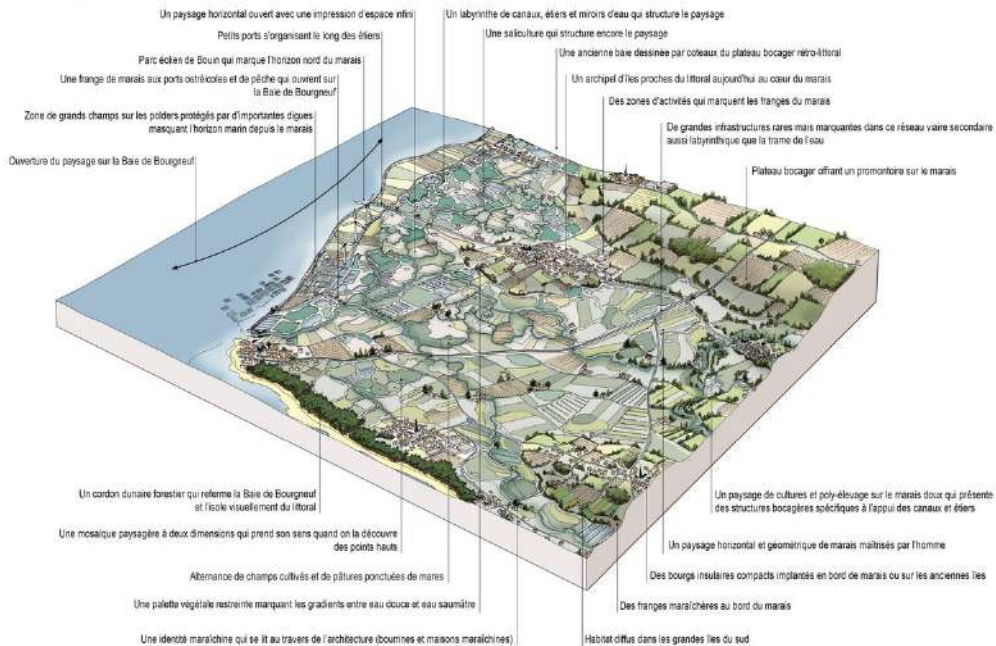 Un paysage horizontal ouvert avec une impression d'espace infini
Un labyrinthe de canaux, étiers et miroirs d'eau qui structure le paysage
Petits ports s'organisant le long des étiers
Une saliculture qui structure encore le paysage
Parc éolien de Bouin qui marque l'horizon nord du marais
Une ancienne baie dessinée par coteaux du plateau bocager rétro-littoral
Une frange de marais aux ports ostréicoles et de pêche qui ouvrent sur
la Baie de Bourgneuf
Un archipel d'îles proches du littoral aujourd'hui au cœur du marais
Des zones d'activités qui marquent les franges du marais
Zone de grands champs sur les polders protégés par d'importantes digues
masquant l'horizon marin depuis le marais
De grandes infrastructures rares mais marquantes dans ce réseau viaire secondaire
aussi labyrinthique que la trame de l'eau
Ouverture du paysage sur la Baie de Bourgneuf
Plateau bocager offrant un promontoire sur le marais
Un cordon dunaire forestier qui referme la Baie de Bourgneuf
et l'isole visuellement du littoral
Un paysage de cultures et poly-élevage sur le marais doux qui présente
des structures bocagères spécifiques à l'appui des canaux et étiers
Une mosaïque paysagère à deux dimensions qui prend son sens quand on la découvre
des points hauts
Un paysage horizontal et géométrique de marais maîtrisés par l'homme
Alternance de champs cultivés et de pâtures ponctuées de mares
Des bourgs insulaires compacts implantés en bord de marais ou sur les anciennes îles
Une palette végétale restreinte marquant les gradients entre eau douce et eau saumâtre
Des franges maraîchères au bord du marais
Une identité maraîchine qui se lit au travers de l'architecture (bourrines et maisons maraîchines)
Habitat diffus dans les grandes îles du sud